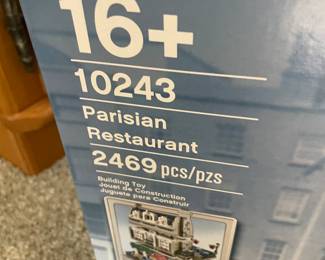 16+
10243
Parisian
Restaurant
2469 pcs/pzs
Building Toy
Jouet de Construction
Juguete para Construir